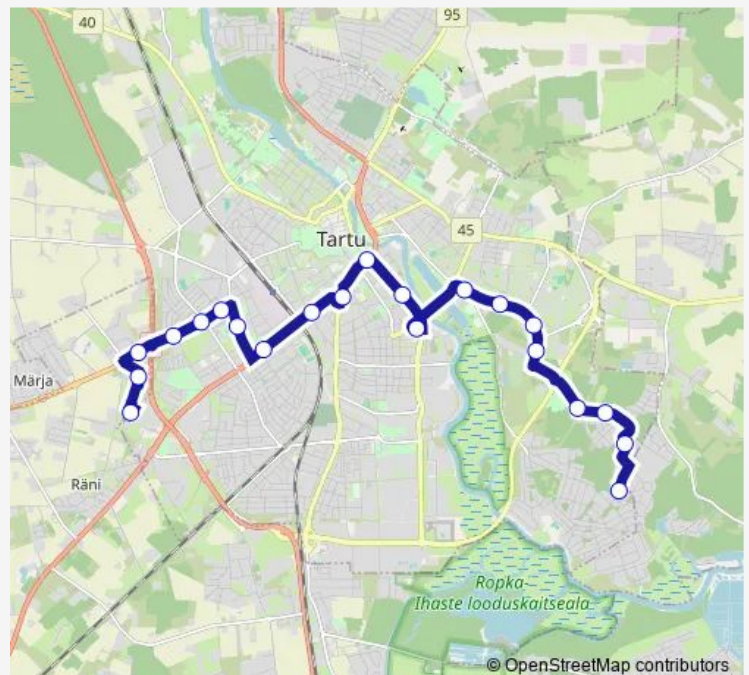 40
95
Tartu
45
Märja
Räni
Ropka-
Ihaste looduskaitseala
© OpenStreetMap contributors